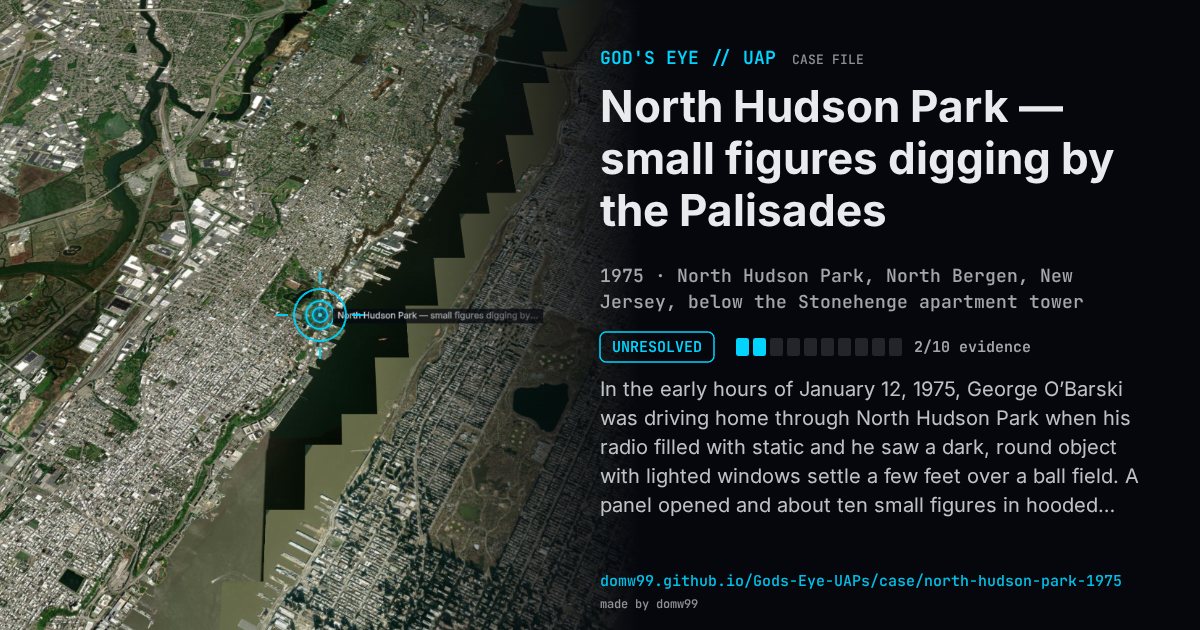 GOD'S EYE // UAP CASE FILE
North Hudson Park —
small figures digging by
the Palisades
1975 · North Hudson Park, North Bergen, New
Jersey, below the Stonehenge apartment tower
UNRESOLVED 2/10 evidence
North Hudson Park — small figures digging by...
In the early hours of January 12, 1975, George O’Barski
was driving home through North Hudson Park when his
radio filled with static and he saw a dark, round object
with lighted windows settle a few feet over a ball field. A
panel opened and about ten small figures in hooded...
domw99.github.io/Gods-Eye-UAPs/case/north-hudson-park-1975
made by domw99